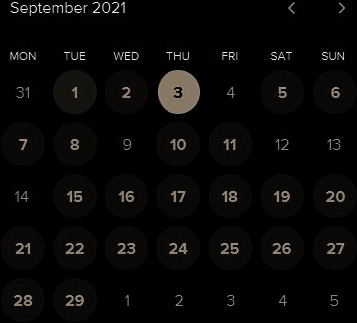 September 2021
MON TUE WED THU FRI SAT SUN
31 1 2 3 4 5 6
7 8 9 10 11 12 13
14 15 16 17 18 19 20
21 22 23 24 25 26 27
28 29 1 2 3 4 5